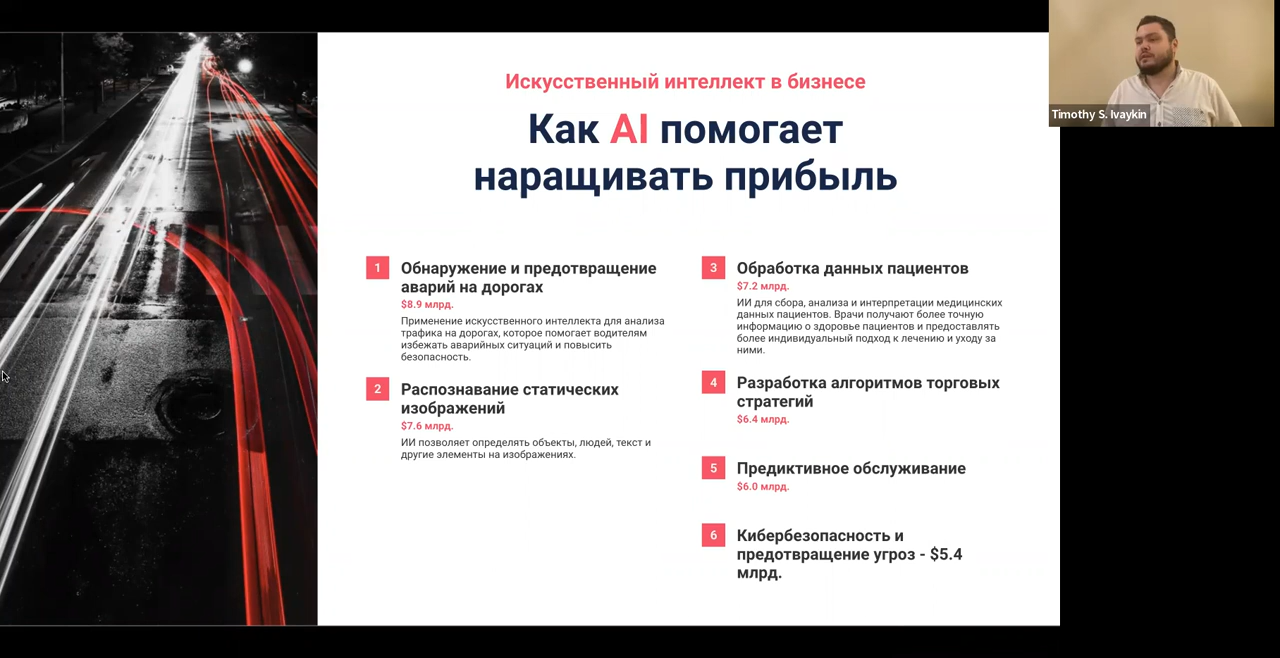 Искусственный интеллект в бизнесе
Как AI помогает
наращивать прибыль
1
Обнаружение и предотвращение
аварий на дорогах
$8.9 млрд.
Применение искусственного интеллекта для анализа
трафика на дорогах, которое помогает водителям
избежать аварийных ситуаций и повысить
безопасность.
2
Распознавание статических
изображений
$7.6 млрд.
ИИ позволяет определять объекты, людей, текст и
другие элементы на изображениях.
3
Обработка данных пациентов
$7.2 млрд.
ИИ для сбора, анализа и интерпретации медицинских
данных пациентов. Врачи получают более точную
информацию о здоровье пациентов и предоставлять
более индивидуальный подход к лечению и уходу за
ними.
4
Разработка алгоритмов торговых
стратегий
$6.4 млрд.
5
Предиктивное обслуживание
$6.0 млрд.
6
Кибербезопасность и
предотвращение угроз - $5.4
млрд.
Timothy S. Ivaykin